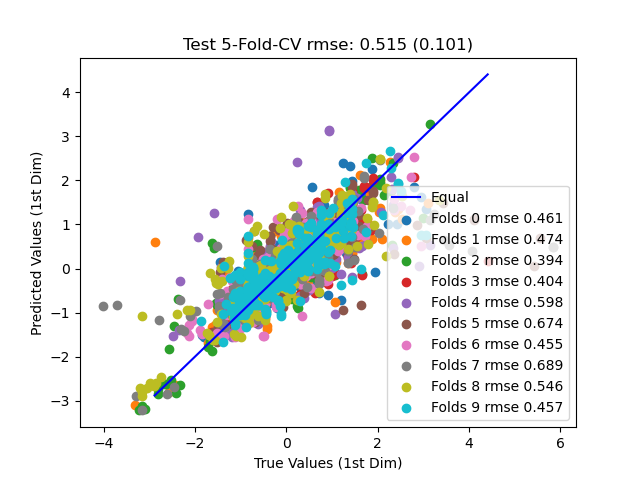 Test 5-Fold-CV rmse: 0.515 (0.101)
Predicted Values (1st Dim)
4
3
2
1
0
−1
−2
−3
Equal
Folds 0 rmse 0.461
Folds 1 rmse 0.474
Folds 2 rmse 0.394
Folds 3 rmse 0.404
Folds 4 rmse 0.598
Folds 5 rmse 0.674
Folds 6 rmse 0.455
Folds 7 rmse 0.689
Folds 8 rmse 0.546
Folds 9 rmse 0.457
−4 −2 0 2 4 6
True Values (1st Dim)